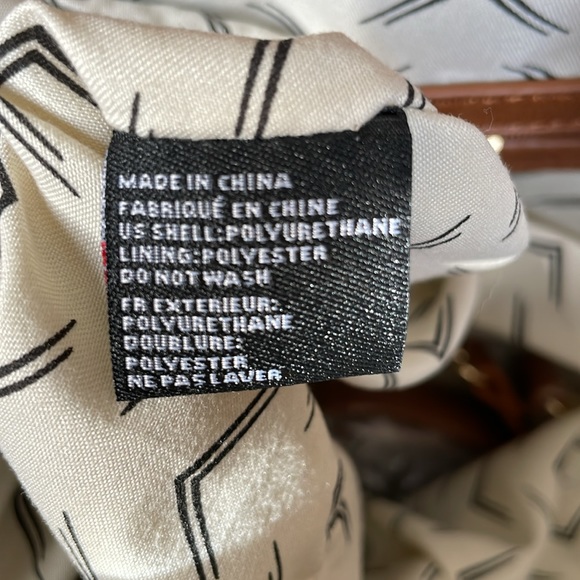 MADE IN CHINA
FABRIQUÉ EN CHINE
US SHELL: POLYURETHANE
LINING: POLYESTER
DO NOT WASH
FR EXTERIEUR:
POLYURETHANE
DOURLURE:
POLYESTER
NE PAS LAVER